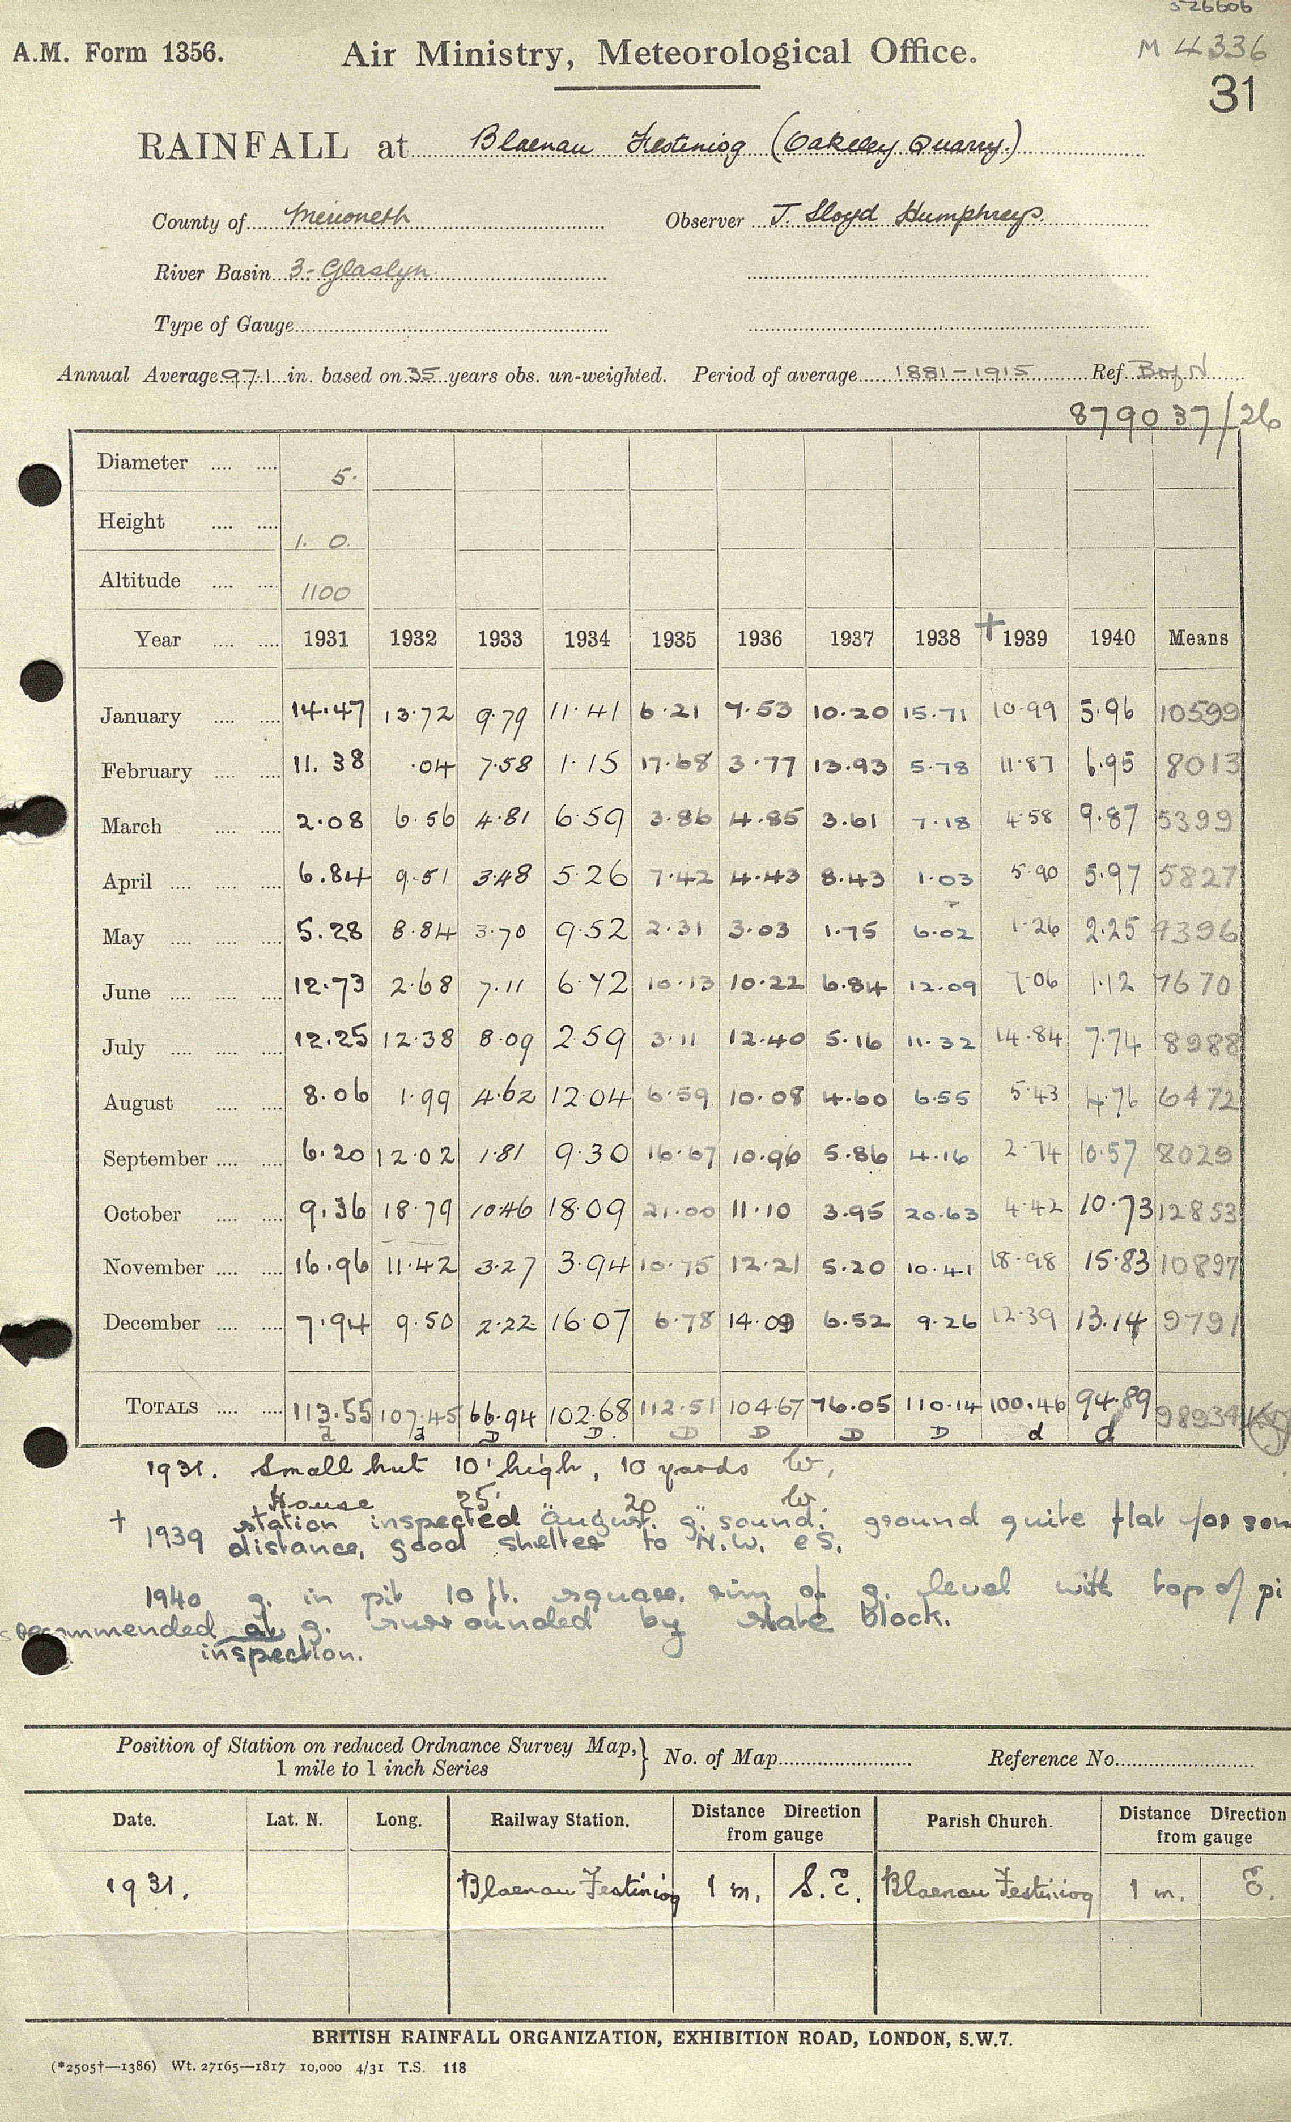 526606
A.M. Form 1356. Air Ministry, Meteorological Office. M 4336
31
RAINFALL at Blaenau Festiniog (Oakeley Quarry.)
County of Merioneth Observer J. Lloyd Humphreys.
River Basin 3-Glaslyn
Type of Gauge
Annual Average 97.1 in. based on 35 years obs. un-weighted. Period of average 1881-1915 Ref. B of N
879037/26
Diameter 5.
Height 1. 0.
Altitude 1100
Year 1931 1932 1933 1934 1935 1936 1937 1938 +1939 1940 Means
January 14.47 13.72 9.79 11.41 6.21 7.53 10.20 15.71 10.99 5.96 10599
February 11.38 .04 7.58 1.15 17.68 3.77 13.93 5.78 11.87 6.95 8013
March 2.08 6.56 4.81 6.59 3.86 4.85 3.61 7.18 4.58 9.87 5399
April 6.84 9.51 3.48 5.26 7.42 4.43 8.43 1.03 5.90 5.97 5827
May 5.28 8.84 3.70 9.52 2.31 3.03 1.75 6.02 1.26 2.25 4396
June 12.73 2.68 7.11 6.72 10.13 10.22 6.84 12.09 7.06 1.12 7670
July 12.25 12.38 8.09 2.59 3.11 12.40 5.16 11.32 14.84 7.74 8988
August 8.06 1.99 4.62 12.04 6.59 10.08 4.60 6.55 5.43 4.76 6472
September 6.20 12.02 1.81 9.30 16.67 10.96 5.86 4.16 2.74 10.57 8029
October 9.36 18.79 10.46 18.09 21.00 11.10 3.95 20.63 4.42 10.73 12853
November 16.96 11.42 3.27 3.94 10.75 12.21 5.20 10.41 18.98 15.83 10897
December 7.94 9.50 2.22 16.07 6.78 14.09 6.52 9.26 12.39 13.14 9791
TOTALS 113.55 107.45 66.94 102.68 112.51 104.67 76.05 110.14 100.46 94.89 98934
d d D D D D D D d d
1931. Small hut 10' high, 10 yards W,
House 25' 20 W.
+ 1939 station inspected August. g. sound. ground quite flat for som
distance, good shelter to N.W. & S.
1940 g. in pit 10 ft. square, rim of g. level with top of pi
recommended at g. surrounded by slate block.
inspection.
Position of Station on reduced Ordnance Survey Map, 1 mile to 1 inch Series } No. of Map Reference No.
Date. Lat. N. Long. Railway Station. Distance Direction from gauge Parish Church. Distance Direction from gauge
1931. Blaenau Festiniog 1 m. S.E. Blaenau Festiniog 1 m. E.
BRITISH RAINFALL ORGANIZATION, EXHIBITION ROAD, LONDON, S.W.7.
(*2505†—1386) Wt. 27165—1817 10,000 4/31 T.S. 118